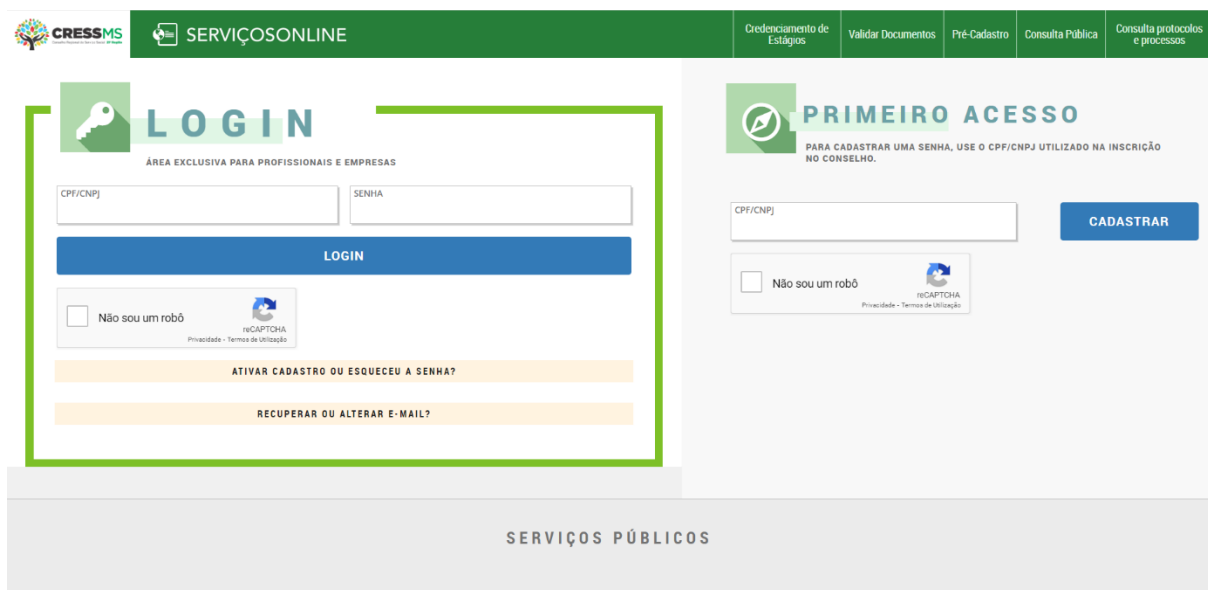 CRESSMS
SERVIÇOSONLINE
Credenciamento de
Estágios
Validar Documentos
Pré-Cadastro
Consulta Pública
Consulta protocolos
e processos
LOGIN
ÁREA EXCLUSIVA PARA PROFISSIONAIS E EMPRESAS
CPF/CNPJ
SENHA
LOGIN
Não sou um robô
reCAPTCHA
Privacidade - Termos de Utilização
ATIVAR CADASTRO OU ESQUECEU A SENHA?
RECUPERAR OU ALTERAR E-MAIL?
PRIMEIRO ACESSO
PARA CADASTRAR UMA SENHA, USE O CPF/CNPJ UTILIZADO NA INSCRIÇÃO
NO CONSELHO.
CPF/CNPJ
CADASTRAR
Não sou um robô
reCAPTCHA
Privacidade - Termos de Utilização
SERVIÇOS PÚBLICOS